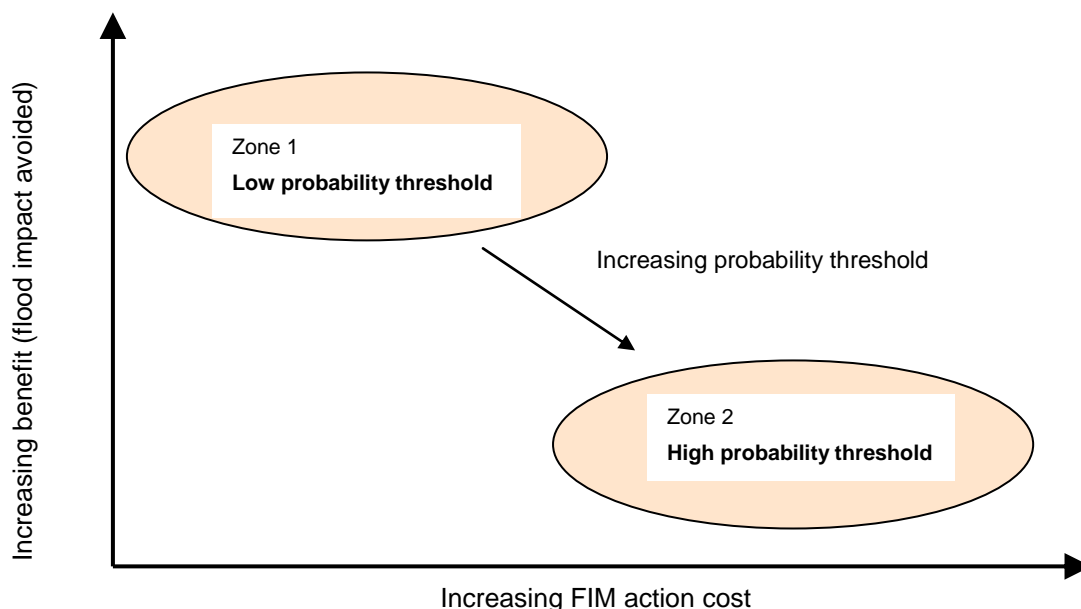 Increasing benefit (flood impact avoided)
Zone 1
Low probability threshold
Increasing probability threshold
Zone 2
High probability threshold
Increasing FIM action cost